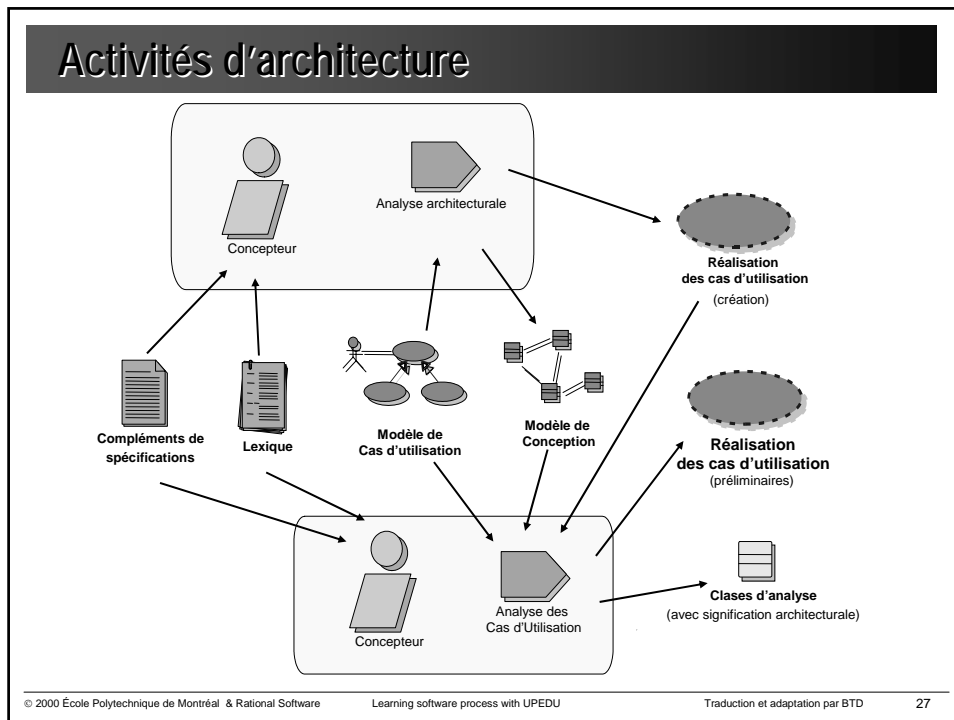 Activités d'architecture
Concepteur
Analyse architecturale
Réalisation
des cas d'utilisation
(création)
Compléments de
spécifications
Lexique
Modèle de
Cas d'utilisation
Modèle de
Conception
Réalisation
des cas d'utilisation
(préliminaires)
Concepteur
Analyse des
Cas d'Utilisation
Clases d'analyse
(avec signification architecturale)
© 2000 École Polytechnique de Montréal & Rational Software
Learning software process with UPEDU
Traduction et adaptation par BTD
27